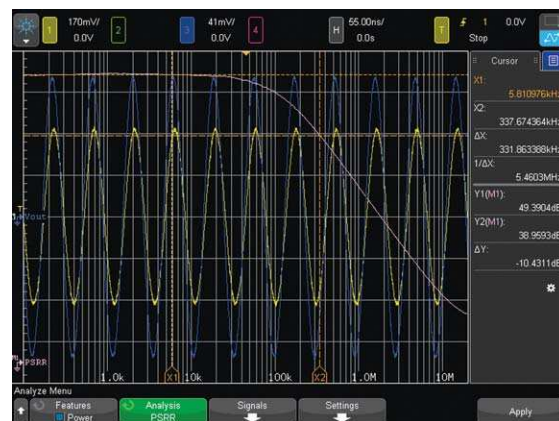 1 170mV/ 0.0V 2 3 41mV/ 0.0V 4 H 55.00ns/ 0.0s T 1 0.0V Stop
Cursor
X1:
5.810976kHz
X2:
337.674364kHz
ΔX:
331.863388kHz
1/ΔX:
5.4603MHz
Y1(M1):
49.3904dB
Y2(M1):
38.9593dB
ΔY:
-10.4311dB
T
Vout
PSRR
1.0k X1 10k 100k X2 1.0M 10M
Analyze Menu
Features
Power
Analysis
PSRR
Signals
Settings
Apply